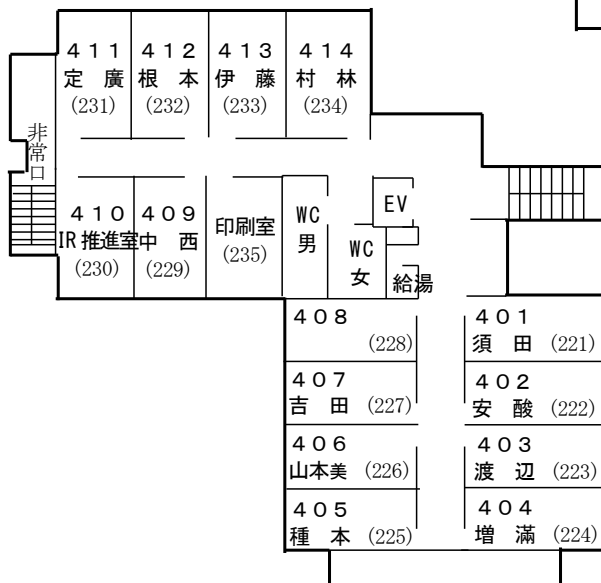 ４１１
定　廣
(231)
４１２
根　本
(232)
４１３
伊　藤
(233)
４１４
村　林
(234)
非常口
４１０
IR推進室
(230)
４０９
中　西
(229)
印刷室
(235)
WC
男
WC
女
EV
給湯
４０８
(228)
４０７
吉　田 (227)
４０６
山本美 (226)
４０５
種　本 (225)
４０１
須　田 (221)
４０２
安　酸 (222)
４０３
渡　辺 (223)
４０４
増　満 (224)